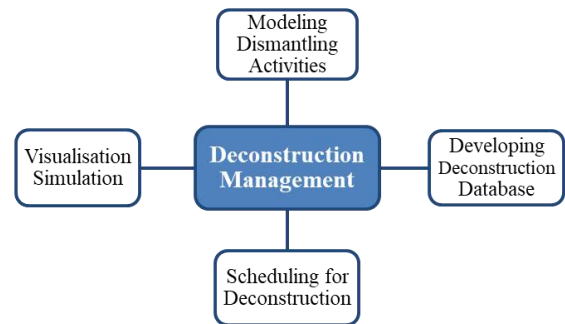 Modeling
Dismantling
Activities
Visualisation
Simulation
Deconstruction
Management
Developing
Deconstruction
Database
Scheduling for
Deconstruction